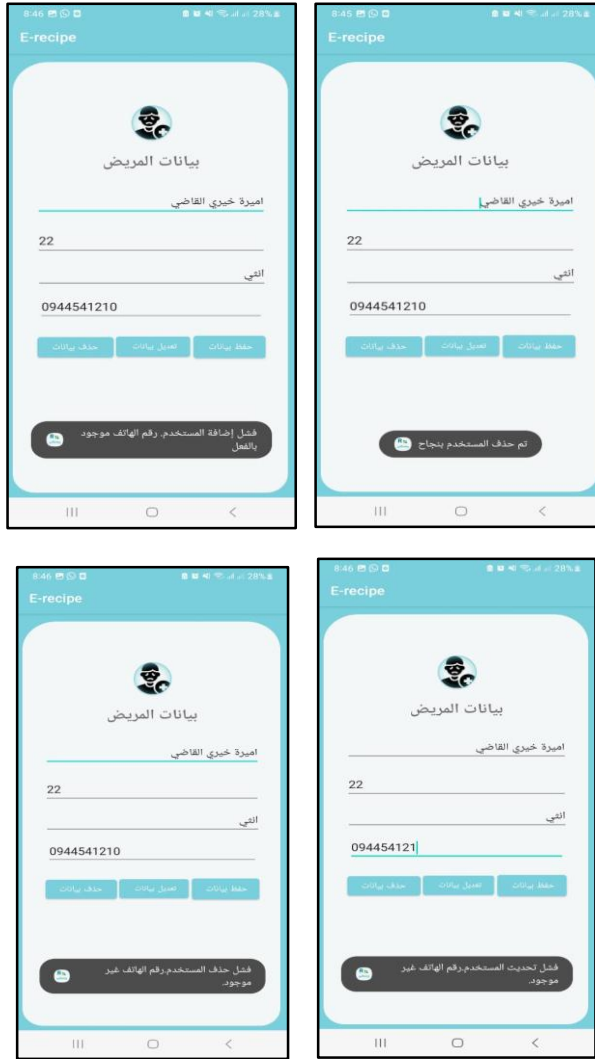 8:46
28%
E-recipe
بيانات المريض
اميرة خيري القاضي
22
انثي
0944541210
حفظ بيانات
تعديل بيانات
حذف بيانات
فشل إضافة المستخدم. رقم الهاتف موجود
بالفعل
8:45
28%
E-recipe
بيانات المريض
اميرة خيري القاضي
22
انثي
0944541210
حفظ بيانات
تعديل بيانات
حذف بيانات
تم حذف المستخدم بنجاح
8:46
28%
E-recipe
بيانات المريض
اميرة خيري القاضي
22
انثي
0944541210
حفظ بيانات
تعديل بيانات
حذف بيانات
فشل حذف المستخدم.رقم الهاتف غير
موجود.
8:46
28%
E-recipe
بيانات المريض
اميرة خيري القاضي
22
انثي
094454121
حفظ بيانات
تعديل بيانات
حذف بيانات
فشل تحديث المستخدم.رقم الهاتف غير
موجود.